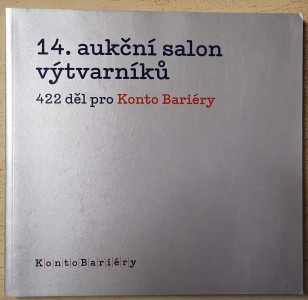 14. aukční salon
výtvarníků
422 děl pro Konto Bariéry
KontoBariéry